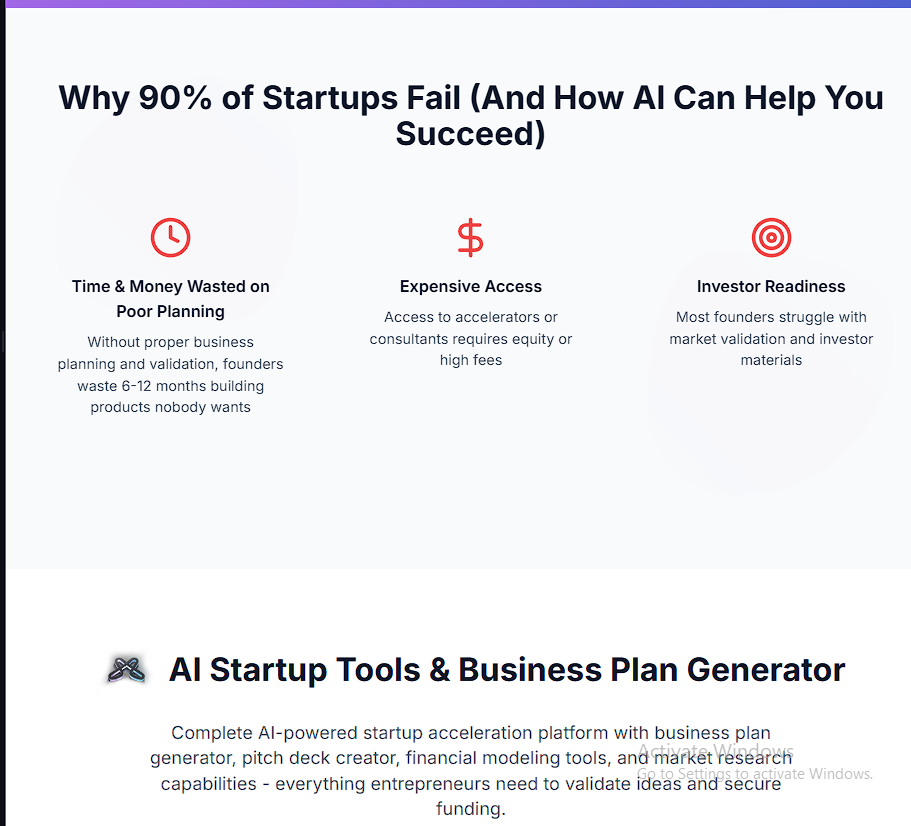 Why 90% of Startups Fail (And How AI Can Help You
Succeed)
Time & Money Wasted on
Poor Planning
Without proper business
planning and validation, founders
waste 6-12 months building
products nobody wants
Expensive Access
Access to accelerators or
consultants requires equity or
high fees
Investor Readiness
Most founders struggle with
market validation and investor
materials
AI Startup Tools & Business Plan Generator
Complete AI-powered startup acceleration platform with business plan
generator, pitch deck creator, financial modeling tools, and market research
capabilities - everything entrepreneurs need to validate ideas and secure
funding.
Activate Windows
Go to Settings to activate Windows.